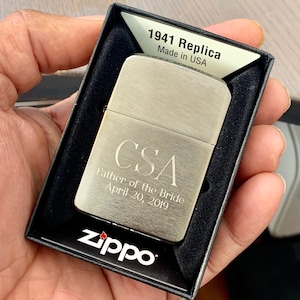 1941 Replica
Made in USA
CSA
Father of the Bride
April 20, 2019
Zippo